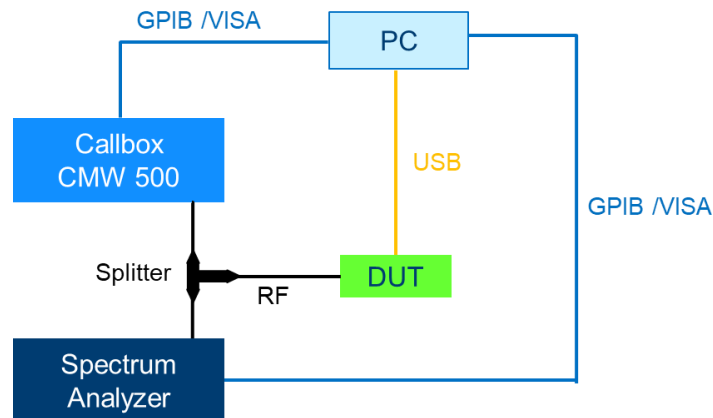 GPIB /VISA
PC
Callbox
CMW 500
USB
GPIB /VISA
Splitter
RF
DUT
Spectrum
Analyzer